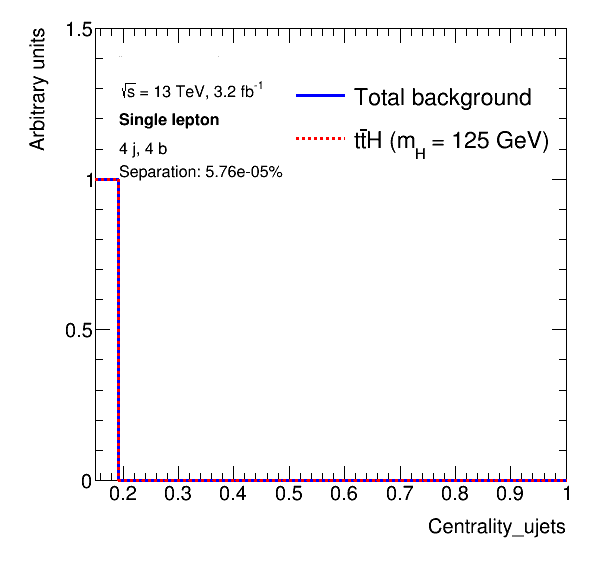 Arbitrary units
1.5
1
0.5
0
√s = 13 TeV, 3.2 fb⁻¹
Single lepton
4 j, 4 b
Separation: 5.76e-05%
Total background
tt̄H (m_H = 125 GeV)
0.2 0.3 0.4 0.5 0.6 0.7 0.8 0.9 1
Centrality_ujets